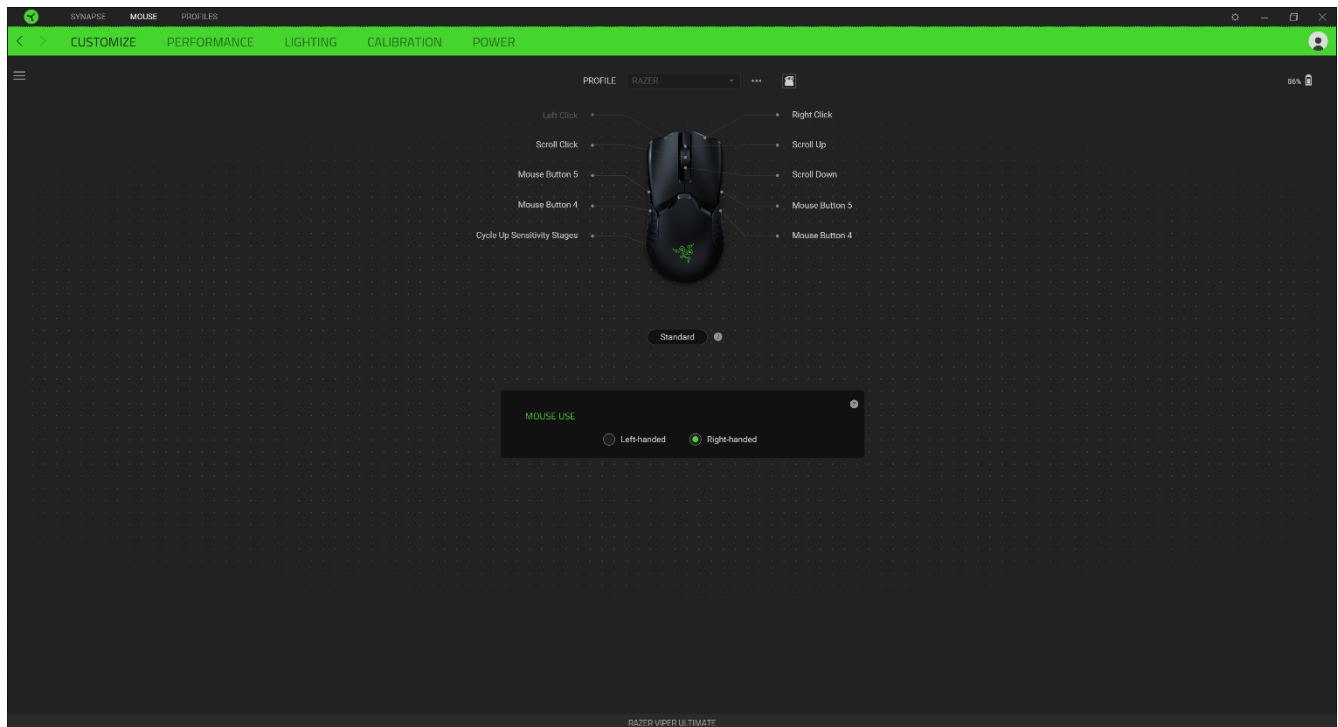 SYNAPSE MOUSE PROFILES
CUSTOMIZE PERFORMANCE LIGHTING CALIBRATION POWER
PROFILE RAZER 86%
Left Click Right Click
Scroll Click Scroll Up
Mouse Button 5 Scroll Down
Mouse Button 4 Mouse Button 5
Cycle Up Sensitivity Stages Mouse Button 4
Standard
MOUSE USE
Left-handed Right-handed
RAZER VIPER ULTIMATE